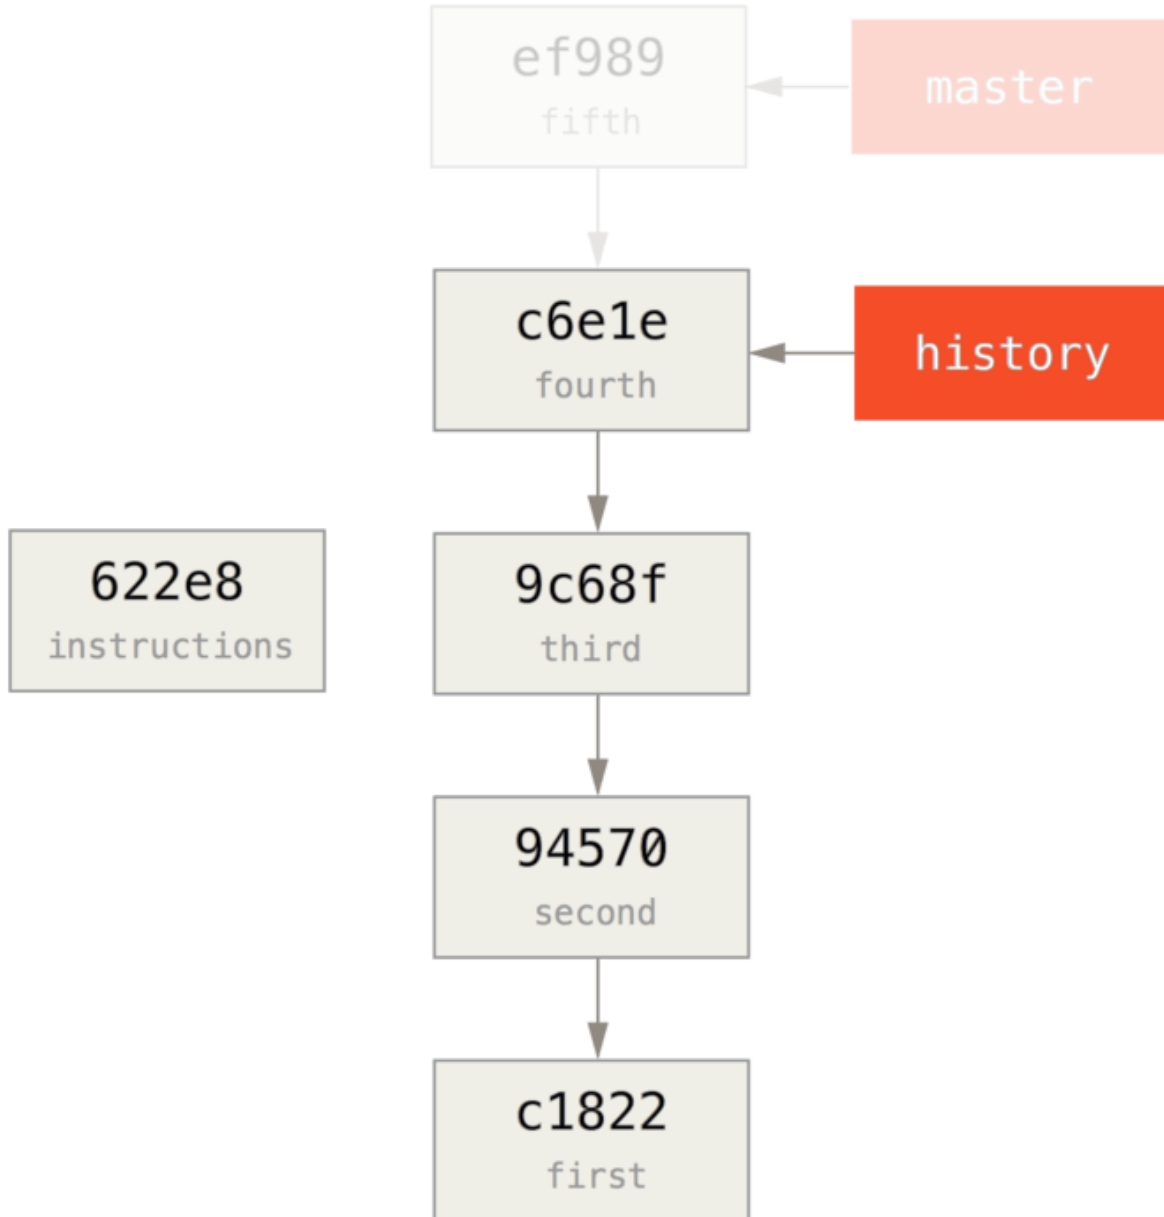 ef989
fifth
master
c6e1e
fourth
history
622e8
instructions
9c68f
third
94570
second
c1822
first